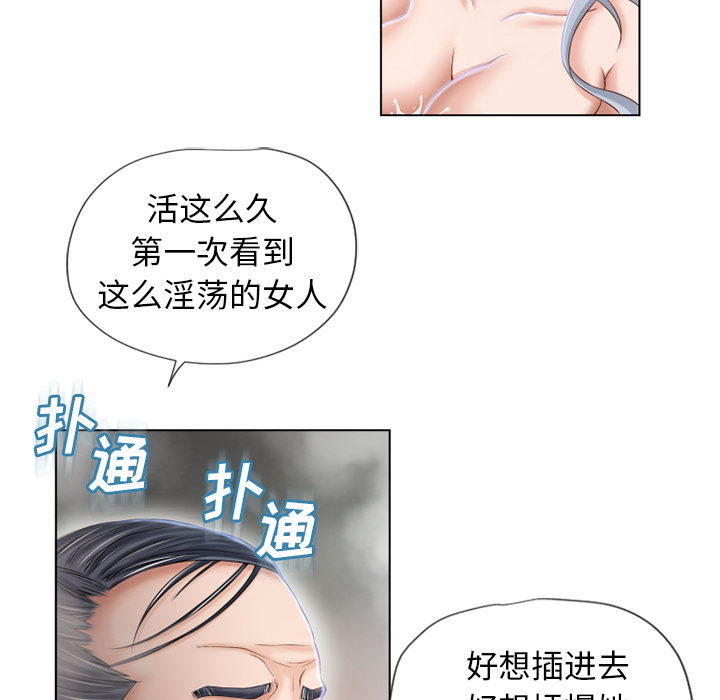 活这么久
第一次看到
这么淫荡的女人
扑通
扑通
好想插进去